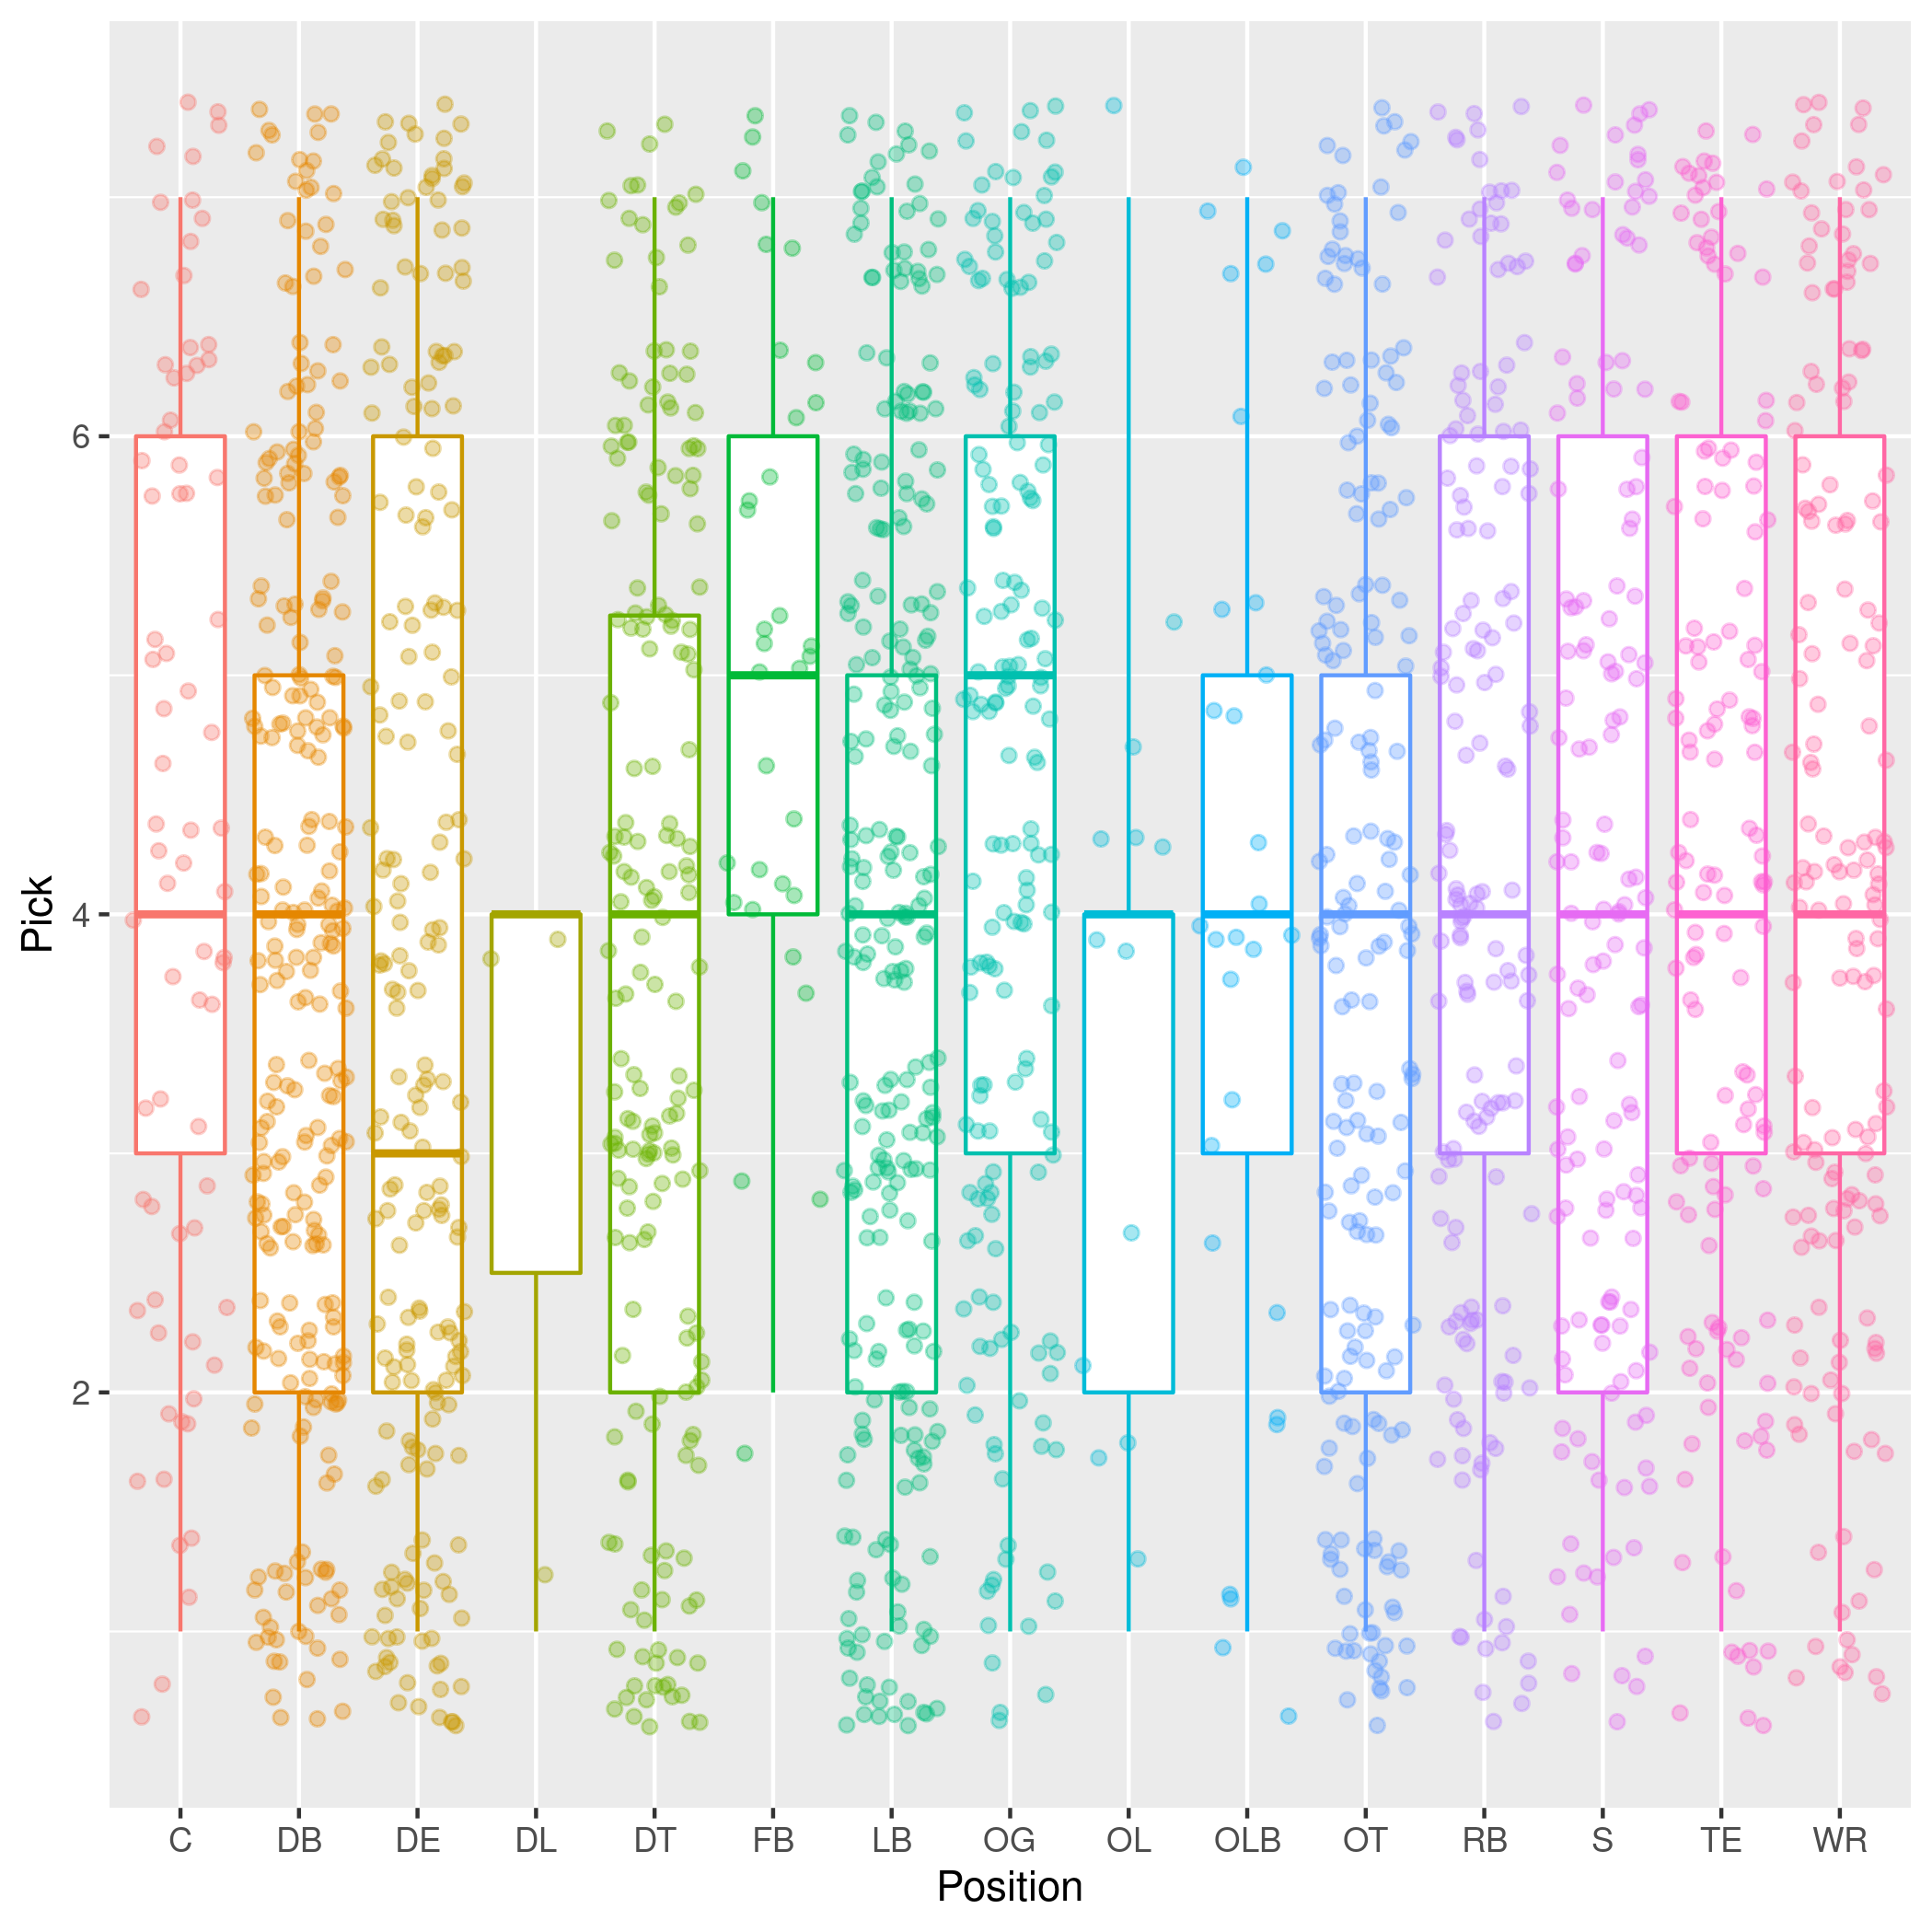 Pick
6
4
2
C DB DE DL DT FB LB OG OL OLB OT RB S TE WR
Position